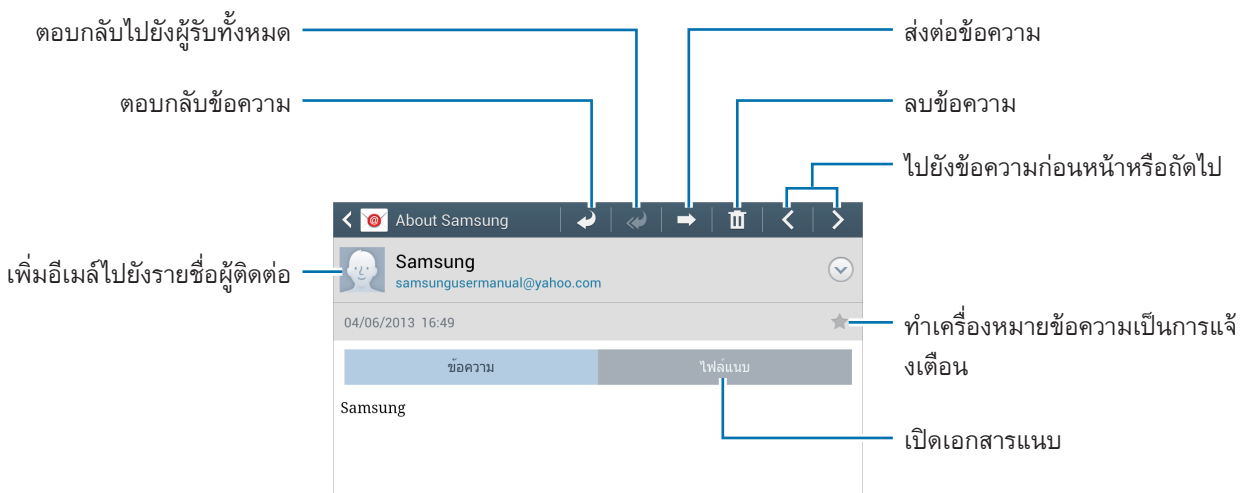 ตอบกลับไปยังผู้รับทั้งหมด
ส่งต่อข้อความ
ตอบกลับข้อความ
ลบข้อความ
ไปยังข้อความก่อนหน้าหรือถัดไป
About Samsung
เพิ่มอีเมล์ไปยังรายชื่อผู้ติดต่อ
Samsung
samsungusermanual@yahoo.com
04/06/2013 16:49
ทำเครื่องหมายข้อความเป็นการแจ้
งเตือน
ข้อความ
ไฟล์แนบ
Samsung
เปิดเอกสารแนบ